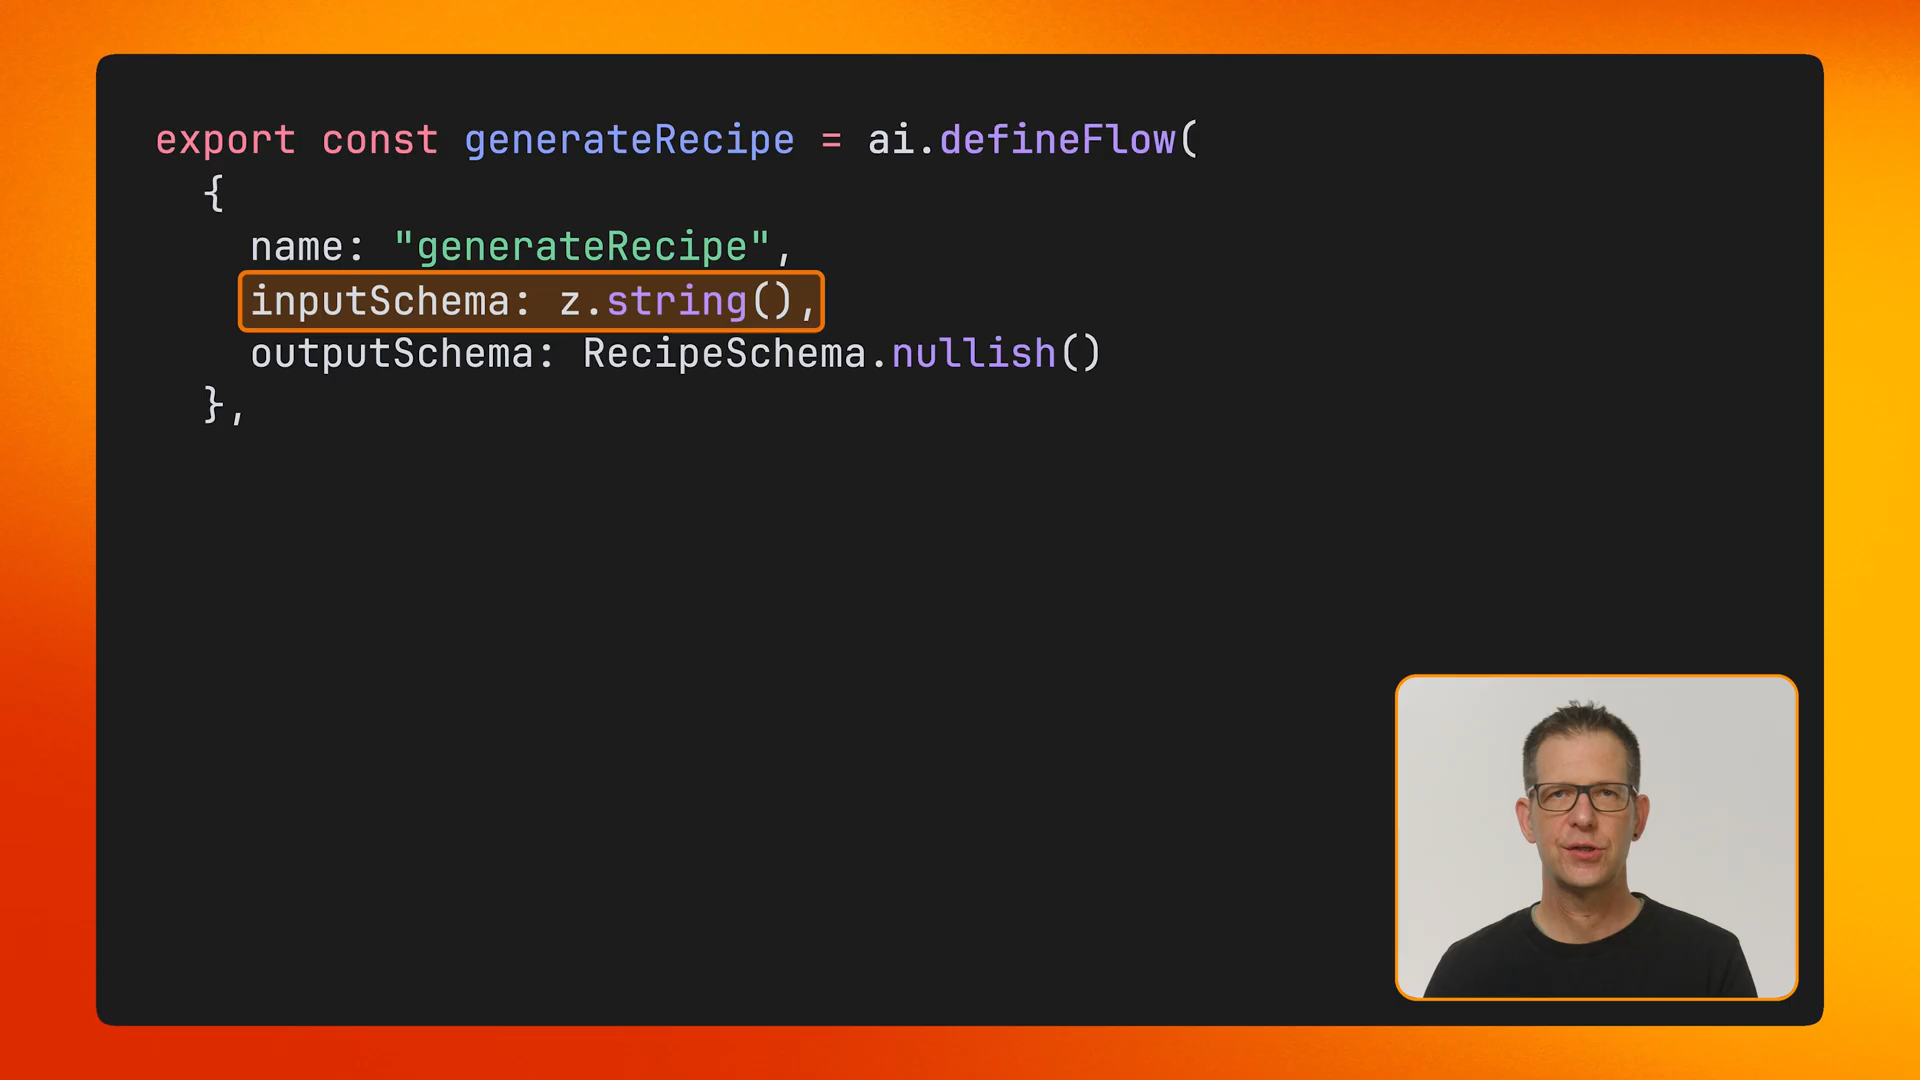 export const generateRecipe = ai.defineFlow(
{
name: "generateRecipe",
inputSchema: z.string(),
outputSchema: RecipeSchema.nullish()
},